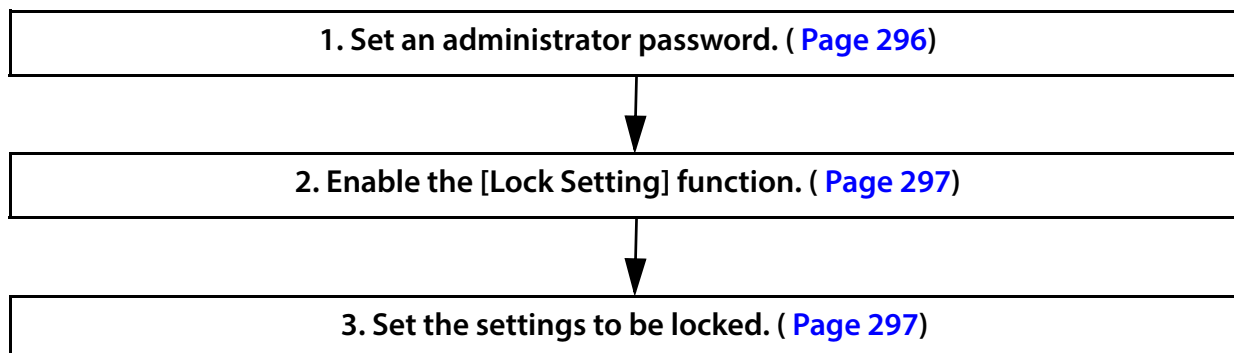 1. Set an administrator password. ( Page 296)
2. Enable the [Lock Setting] function. ( Page 297)
3. Set the settings to be locked. ( Page 297)